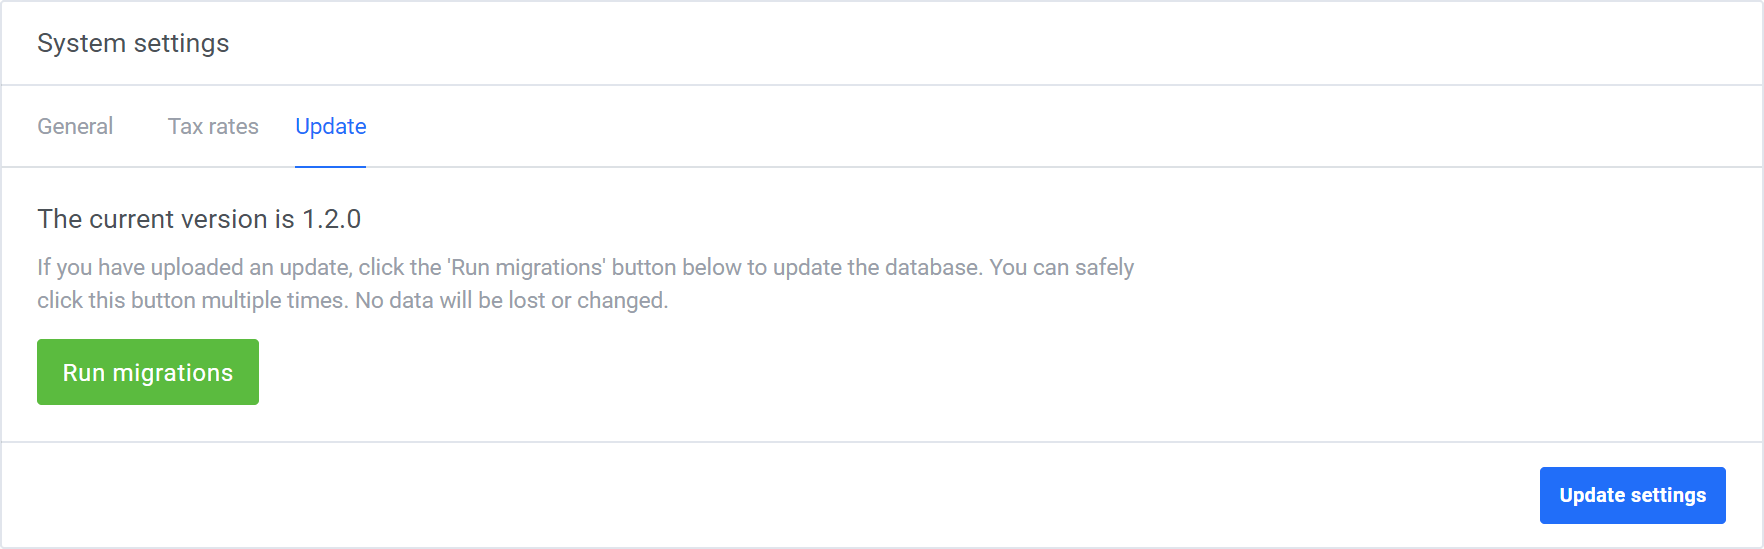 System settings
General Tax rates Update
The current version is 1.2.0
If you have uploaded an update, click the 'Run migrations' button below to update the database. You can safely
click this button multiple times. No data will be lost or changed.
Run migrations
Update settings